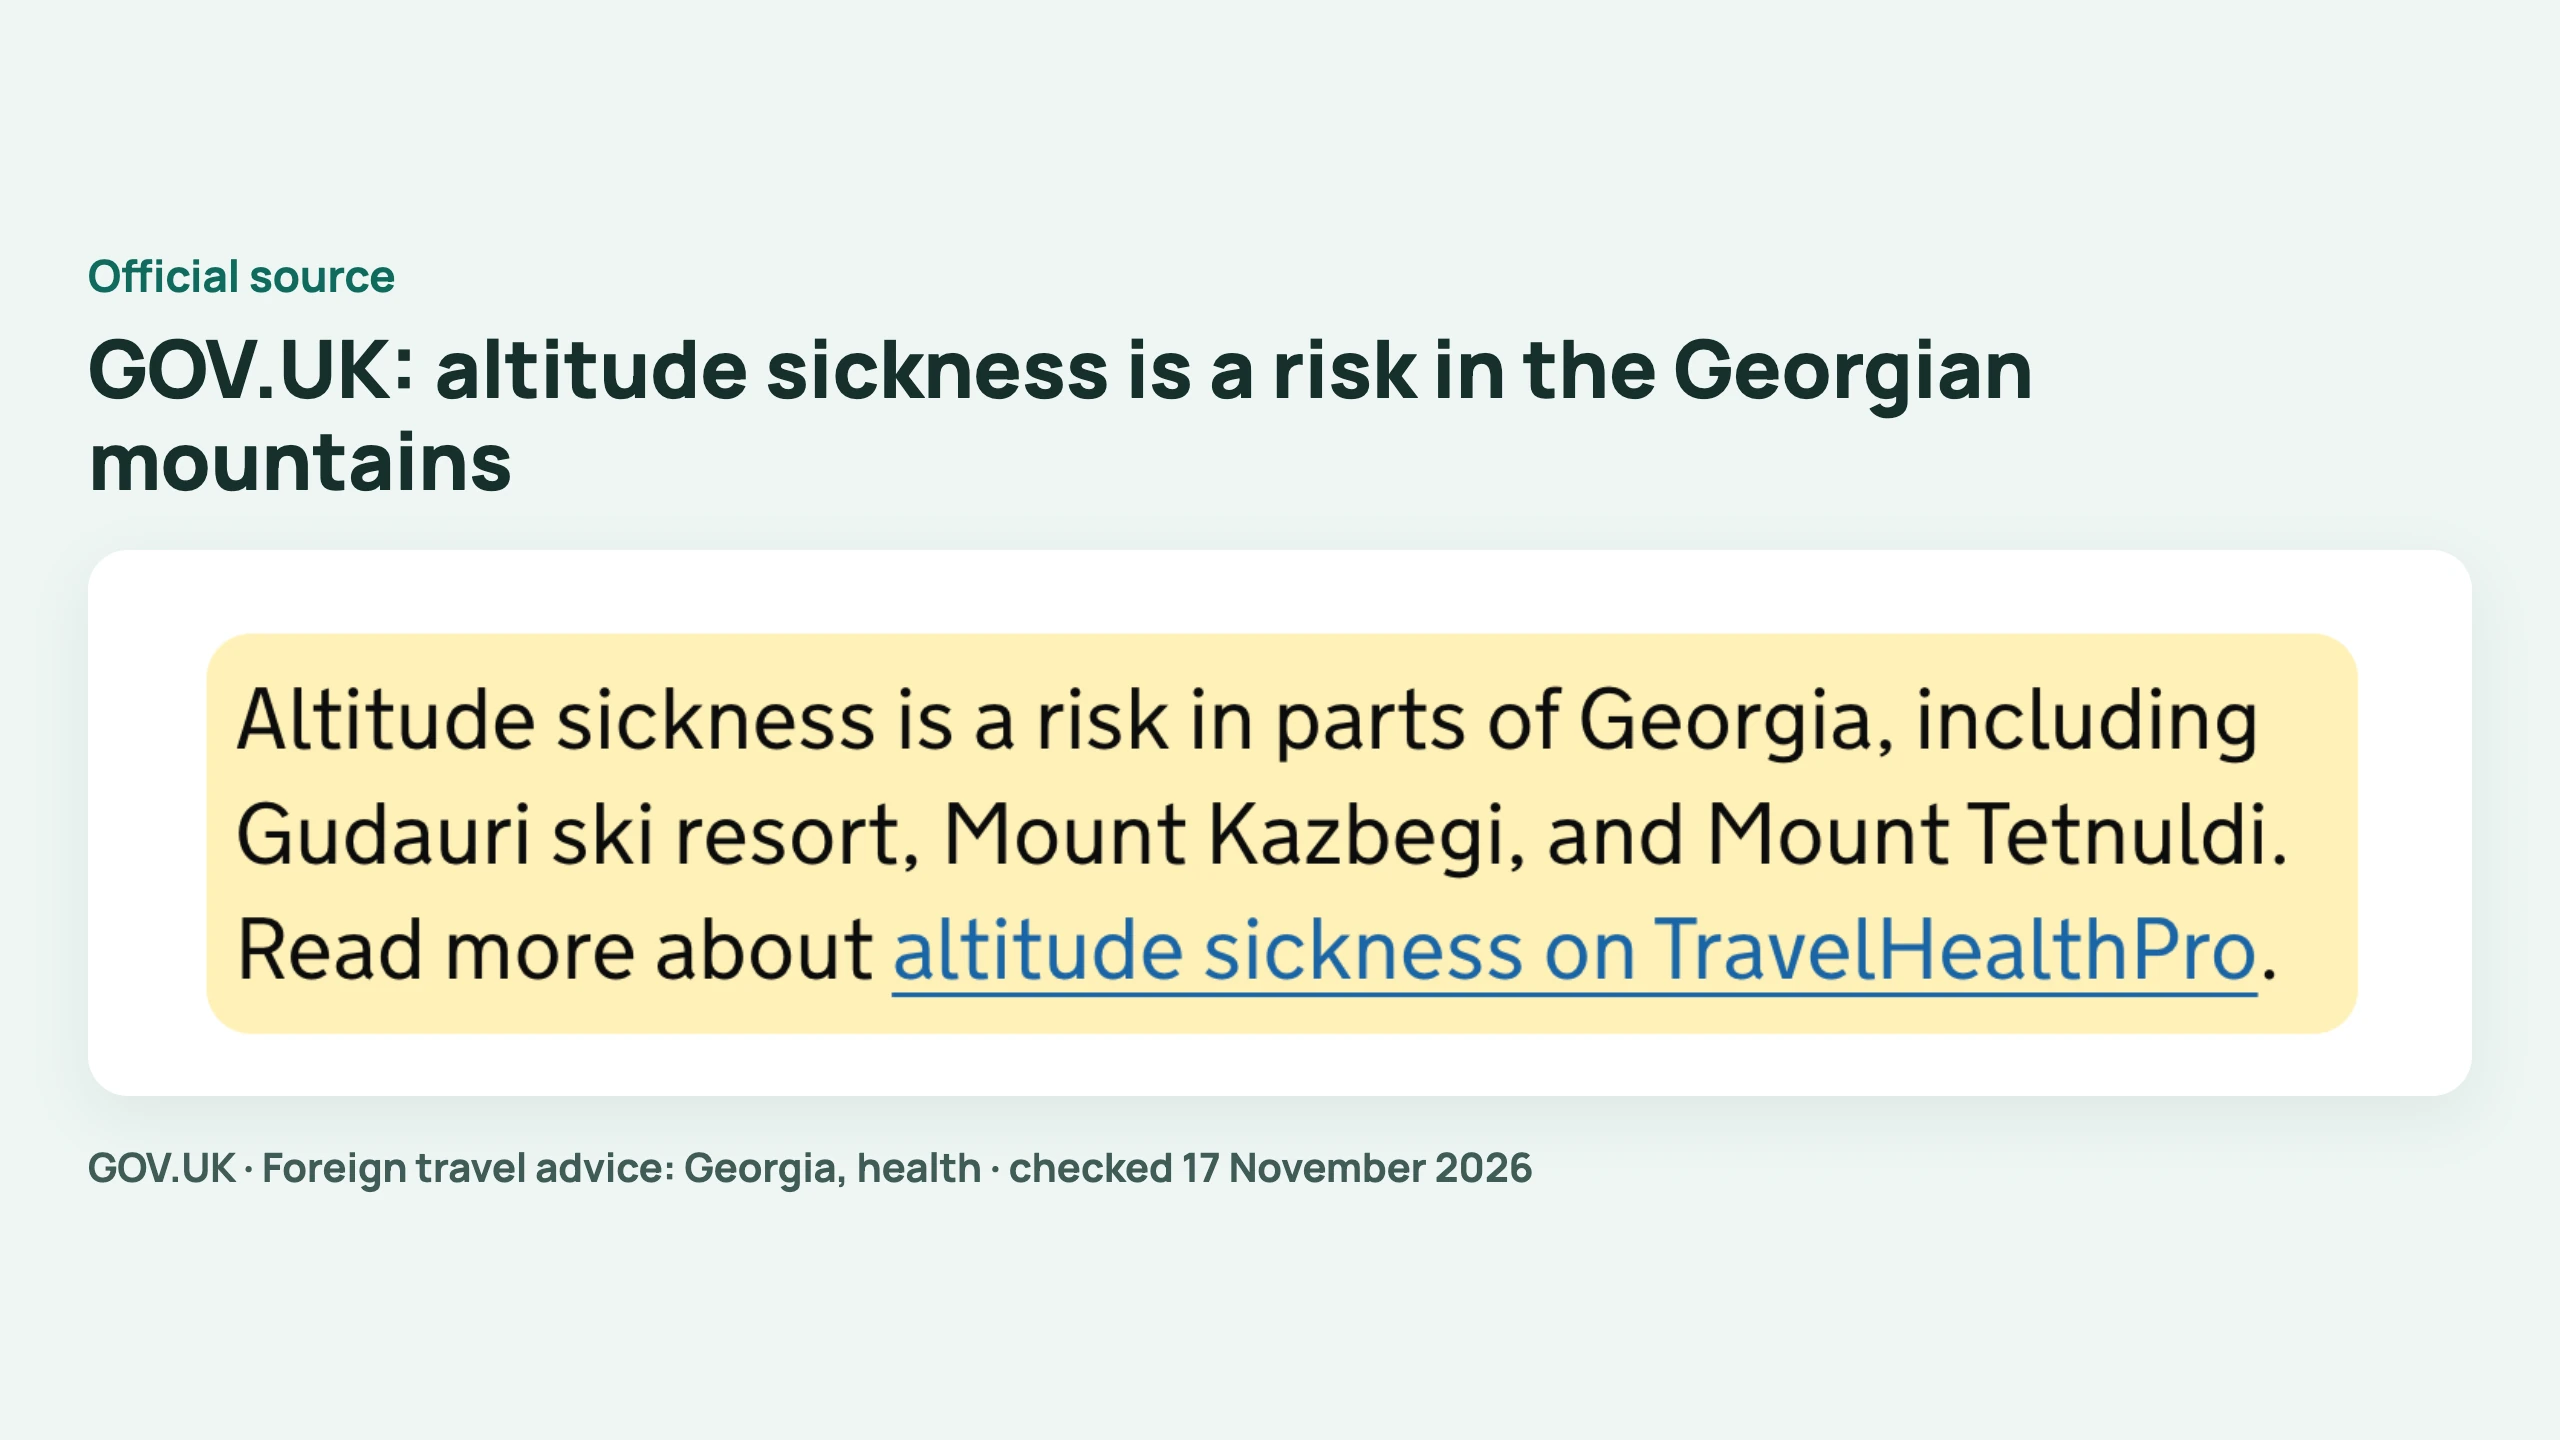 Official source
GOV.UK: altitude sickness is a risk in the Georgian
mountains
Altitude sickness is a risk in parts of Georgia, including
Gudauri ski resort, Mount Kazbegi, and Mount Tetnuldi.
Read more about altitude sickness on TravelHealthPro.
GOV.UK · Foreign travel advice: Georgia, health · checked 17 November 2026